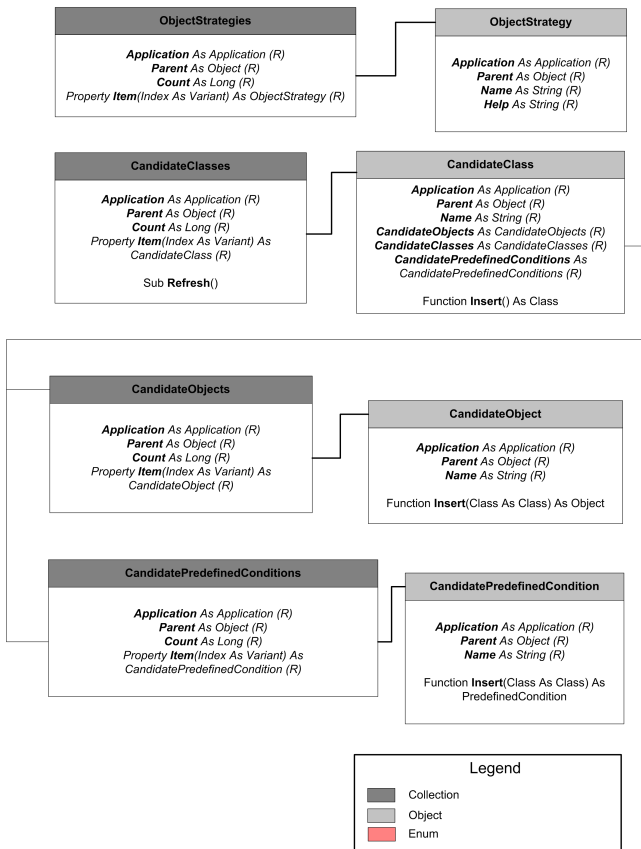 ObjectStrategies
Application As Application (R)
Parent As Object (R)
Count As Long (R)
Property Item(Index As Variant) As ObjectStrategy (R)
ObjectStrategy
Application As Application (R)
Parent As Object (R)
Name As String (R)
Help As String (R)
CandidateClasses
Application As Application (R)
Parent As Object (R)
Count As Long (R)
Property Item(Index As Variant) As
CandidateClass (R)
Sub Refresh()
CandidateClass
Application As Application (R)
Parent As Object (R)
Name As String (R)
CandidateObjects As CandidateObjects (R)
CandidateClasses As CandidateClasses (R)
CandidatePredefinedConditions As
CandidatePredefinedConditions (R)
Function Insert() As Class
CandidateObjects
Application As Application (R)
Parent As Object (R)
Count As Long (R)
Property Item(Index As Variant) As
CandidateObject (R)
CandidateObject
Application As Application (R)
Parent As Object (R)
Name As String (R)
Function Insert(Class As Class) As Object
CandidatePredefinedConditions
Application As Application (R)
Parent As Object (R)
Count As Long (R)
Property Item(Index As Variant) As
CandidatePredefinedCondition (R)
CandidatePredefinedCondition
Application As Application (R)
Parent As Object (R)
Name As String (R)
Function Insert(Class As Class) As
PredefinedCondition
Legend
Collection
Object
Enum